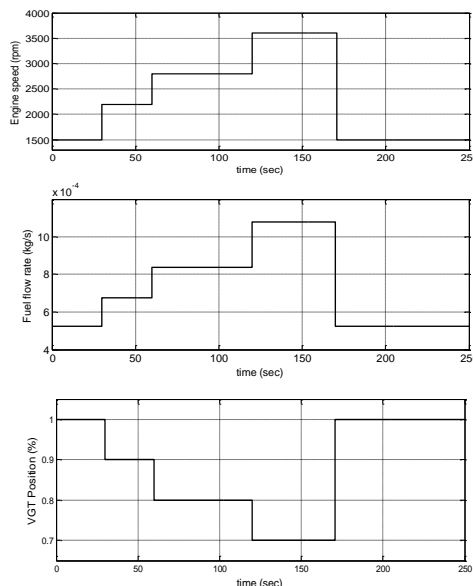 4000
3500
3000
2500
2000
1500
Engine speed (rpm)
0 50 100 150 200 250
time (sec)
x 10^-4
10
8
6
4
Fuel flow rate (kg/s)
0 50 100 150 200 250
time (sec)
1
0.9
0.8
0.7
VGT Position (%)
0 50 100 150 200 250
time (sec)